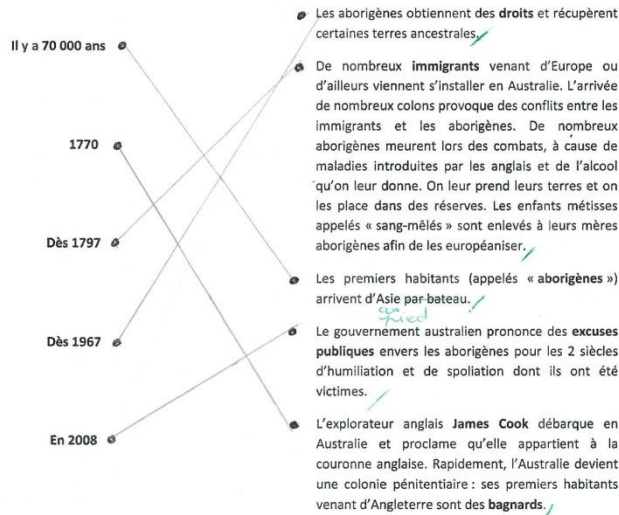 Il y a 70 000 ans
1770
Dès 1797
Dès 1967
En 2008
Les aborigènes obtiennent des droits et récupèrent
certaines terres ancestrales.
De nombreux immigrants venant d'Europe ou
d'ailleurs viennent s'installer en Australie. L'arrivée
de nombreux colons provoque des conflits entre les
immigrants et les aborigènes. De nombreux
aborigènes meurent lors des combats, à cause de
maladies introduites par les anglais et de l'alcool
qu'on leur donne. On leur prend leurs terres et on
les place dans des réserves. Les enfants métisses
appelés « sang-mêlés » sont enlevés à leurs mères
aborigènes afin de les européaniser.
Les premiers habitants (appelés « aborigènes »)
arrivent d'Asie par bateau.
pied
Le gouvernement australien prononce des excuses
publiques envers les aborigènes pour les 2 siècles
d'humiliation et de spoliation dont ils ont été
victimes.
L'explorateur anglais James Cook débarque en
Australie et proclame qu'elle appartient à la
couronne anglaise. Rapidement, l'Australie devient
une colonie pénitentiaire : ses premiers habitants
venant d'Angleterre sont des bagnards.